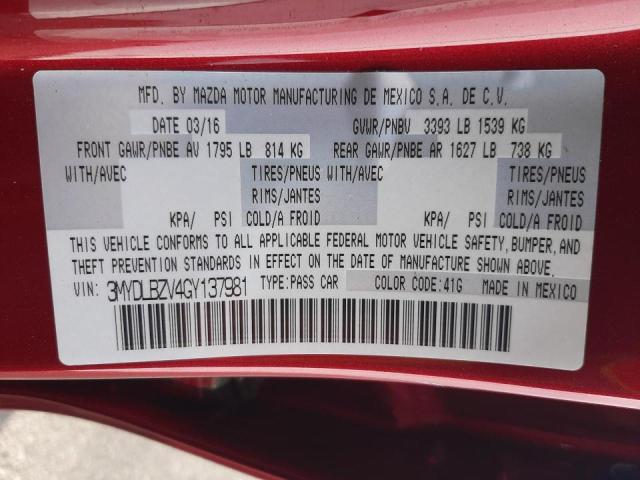 MFD. BY MAZDA MOTOR MANUFACTURING DE MEXICO S.A. DE C.V.
DATE 03/16 GVWR/PNBV 3393 LB 1539 KG
FRONT GAWR/PNBE AV 1795 LB 814 KG REAR GAWR/PNBE AR 1627 LB 738 KG
WITH/AVEC TIRES/PNEUS WITH/AVEC TIRES/PNEUS
RIMS/JANTES RIMS/JANTES
KPA/ PSI COLD/A FROID KPA/ PSI COLD/A FROID
THIS VEHICLE CONFORMS TO ALL APPLICABLE FEDERAL MOTOR VEHICLE SAFETY, BUMPER, AND
THEFT PREVENTION STANDARDS IN EFFECT ON THE DATE OF MANUFACTURE SHOWN ABOVE.
VIN: 3MYDLBZV4GY137981 TYPE:PASS CAR COLOR CODE:41G MADE IN MEXICO